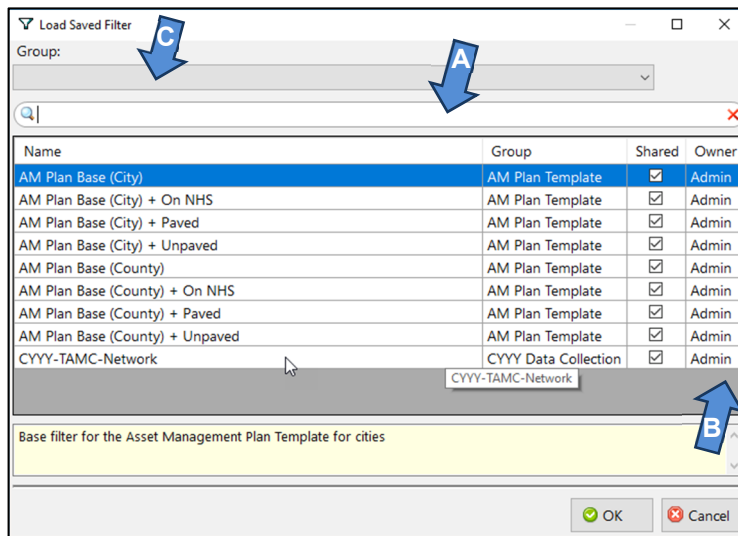 Load Saved Filter
C
Group:
A
Name Group Shared Owner
AM Plan Base (City) AM Plan Template Admin
AM Plan Base (City) + On NHS AM Plan Template Admin
AM Plan Base (City) + Paved AM Plan Template Admin
AM Plan Base (City) + Unpaved AM Plan Template Admin
AM Plan Base (County) AM Plan Template Admin
AM Plan Base (County) + On NHS AM Plan Template Admin
AM Plan Base (County) + Paved AM Plan Template Admin
AM Plan Base (County) + Unpaved AM Plan Template Admin
CYYY-TAMC-Network CYYY Data Collection Admin
CYYY-TAMC-Network
B
Base filter for the Asset Management Plan Template for cities
OK Cancel